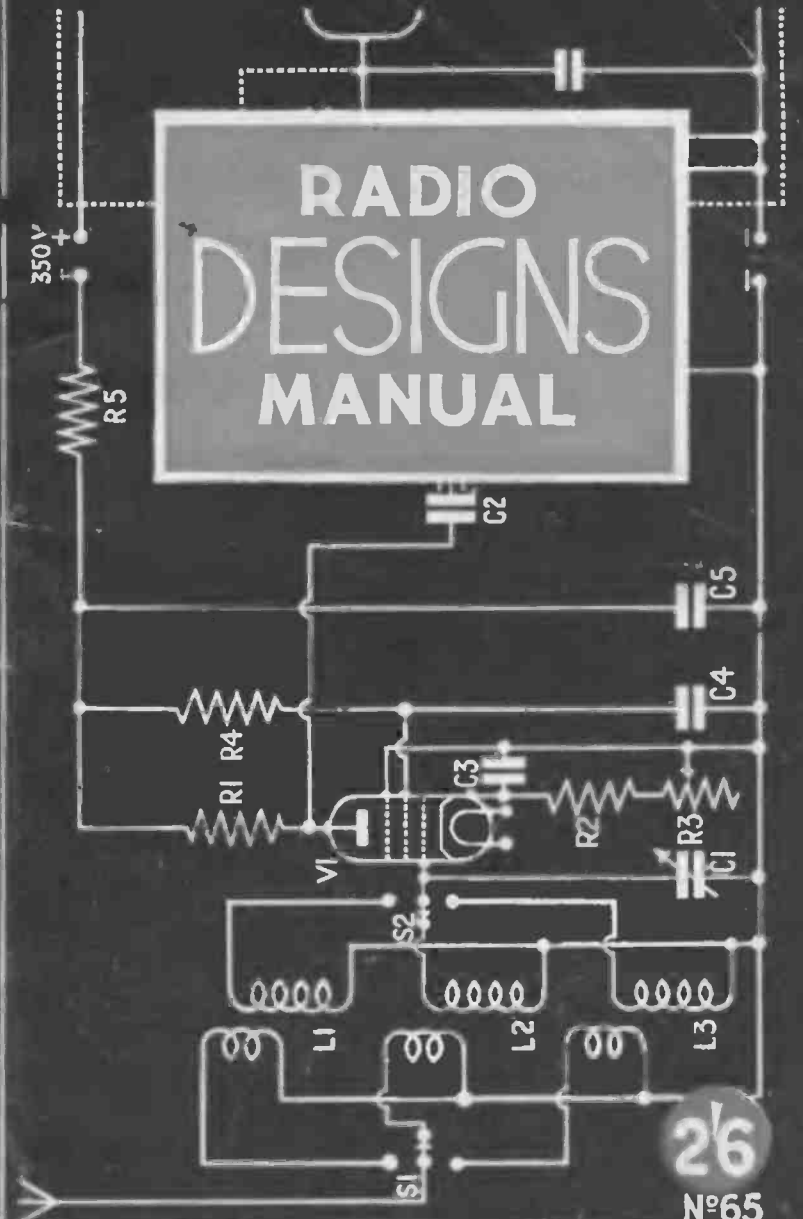 RADIO
DESIGNS
MANUAL
350V
+
-
-
R5
C2
C5
C4
R4
R1
C3
V1
R2
R3
C1
S2
L1
L2
L3
S1
2'6
Nº65